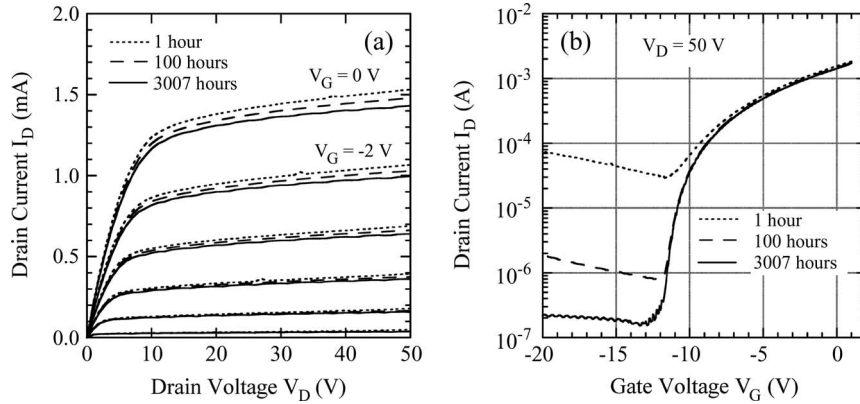 (a)
1 hour
100 hours
3007 hours
V_G = 0 V
V_G = -2 V
2.0
1.5
1.0
0.5
0.0
0 10 20 30 40 50
Drain Current I_D (mA)
Drain Voltage V_D (V)
(b)
V_D = 50 V
1 hour
100 hours
3007 hours
10^-2
10^-3
10^-4
10^-5
10^-6
10^-7
-20 -15 -10 -5 0
Drain Current I_D (A)
Gate Voltage V_G (V)